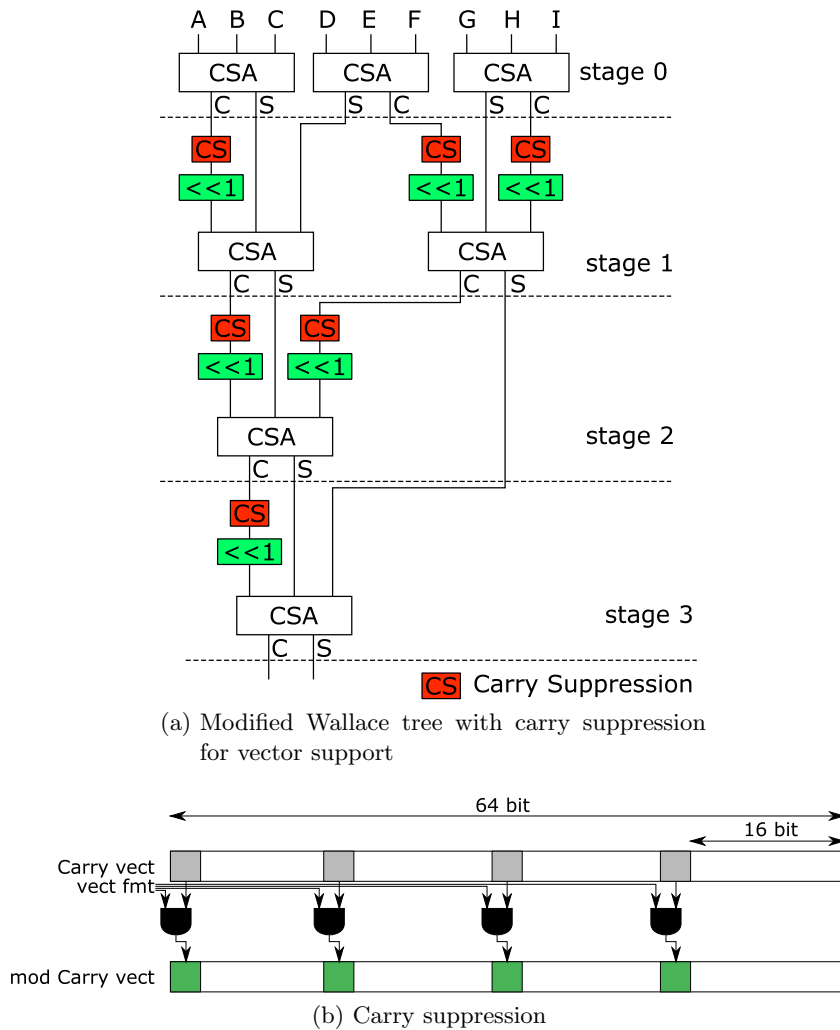 A B C D E F G H I
CSA CSA CSA stage 0
C S S C S C
CS CS CS
<<1 <<1 <<1
CSA CSA
stage 1
C S C S
CS CS
<<1 <<1
CSA stage 2
C S
CS
<<1
CSA stage 3
C S
CS Carry Suppression
(a) Modified Wallace tree with carry suppression
for vector support
64 bit
16 bit
Carry vect
vect fmt
mod Carry vect
(b) Carry suppression